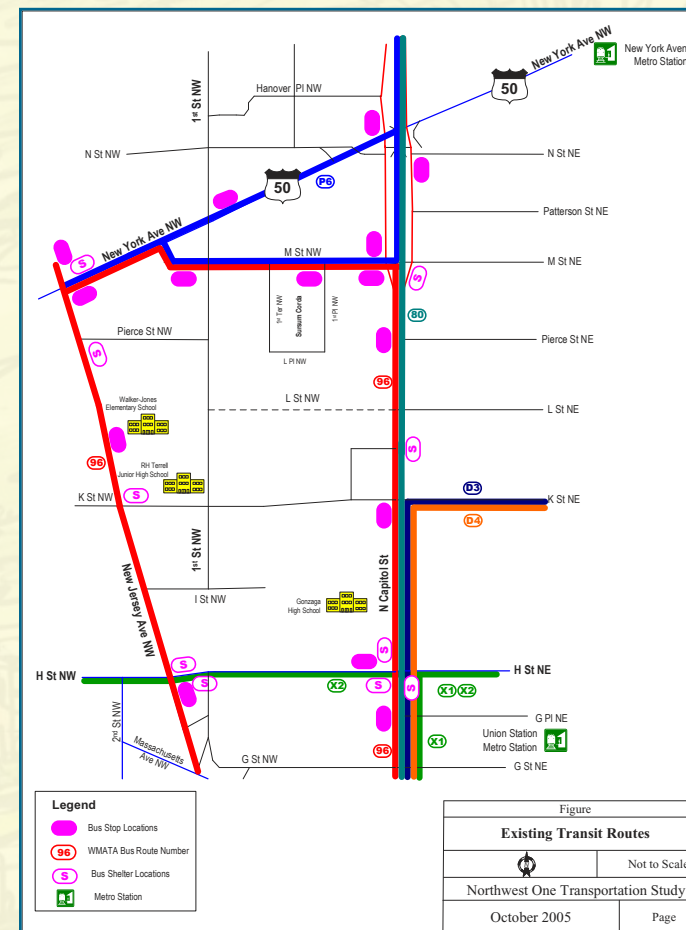 New York Aven
Metro Station
New York Ave NW
50
1st St NW
Hanover Pl NW
N St NW
N St NE
50
P6
Patterson St NE
New York Ave NW
S
M St NW
M St NE
S
1st Ter NW
Sursum Corda
1st Pl NW
80
Pierce St NW
Pierce St NE
S
L Pl NW
96
Walker-Jones
Elementary School
L St NW
L St NE
S
96
RH Terrell
Junior High School
K St NW
S
D3
K St NE
D4
1st St NW
N Capitol St
New Jersey Ave NW
I St NW
Gonzaga
High School
S
H St NW
S
S
X2
S
S
H St NE
X1 X2
2nd St NW
Massachusetts
Ave NW
G Pl NE
Union Station
Metro Station
X1
96
G St NW
G St NE
Legend
Bus Stop Locations
96 WMATA Bus Route Number
S Bus Shelter Locations
Metro Station
Figure
Existing Transit Routes
Not to Scale
Northwest One Transportation Study
October 2005 Page